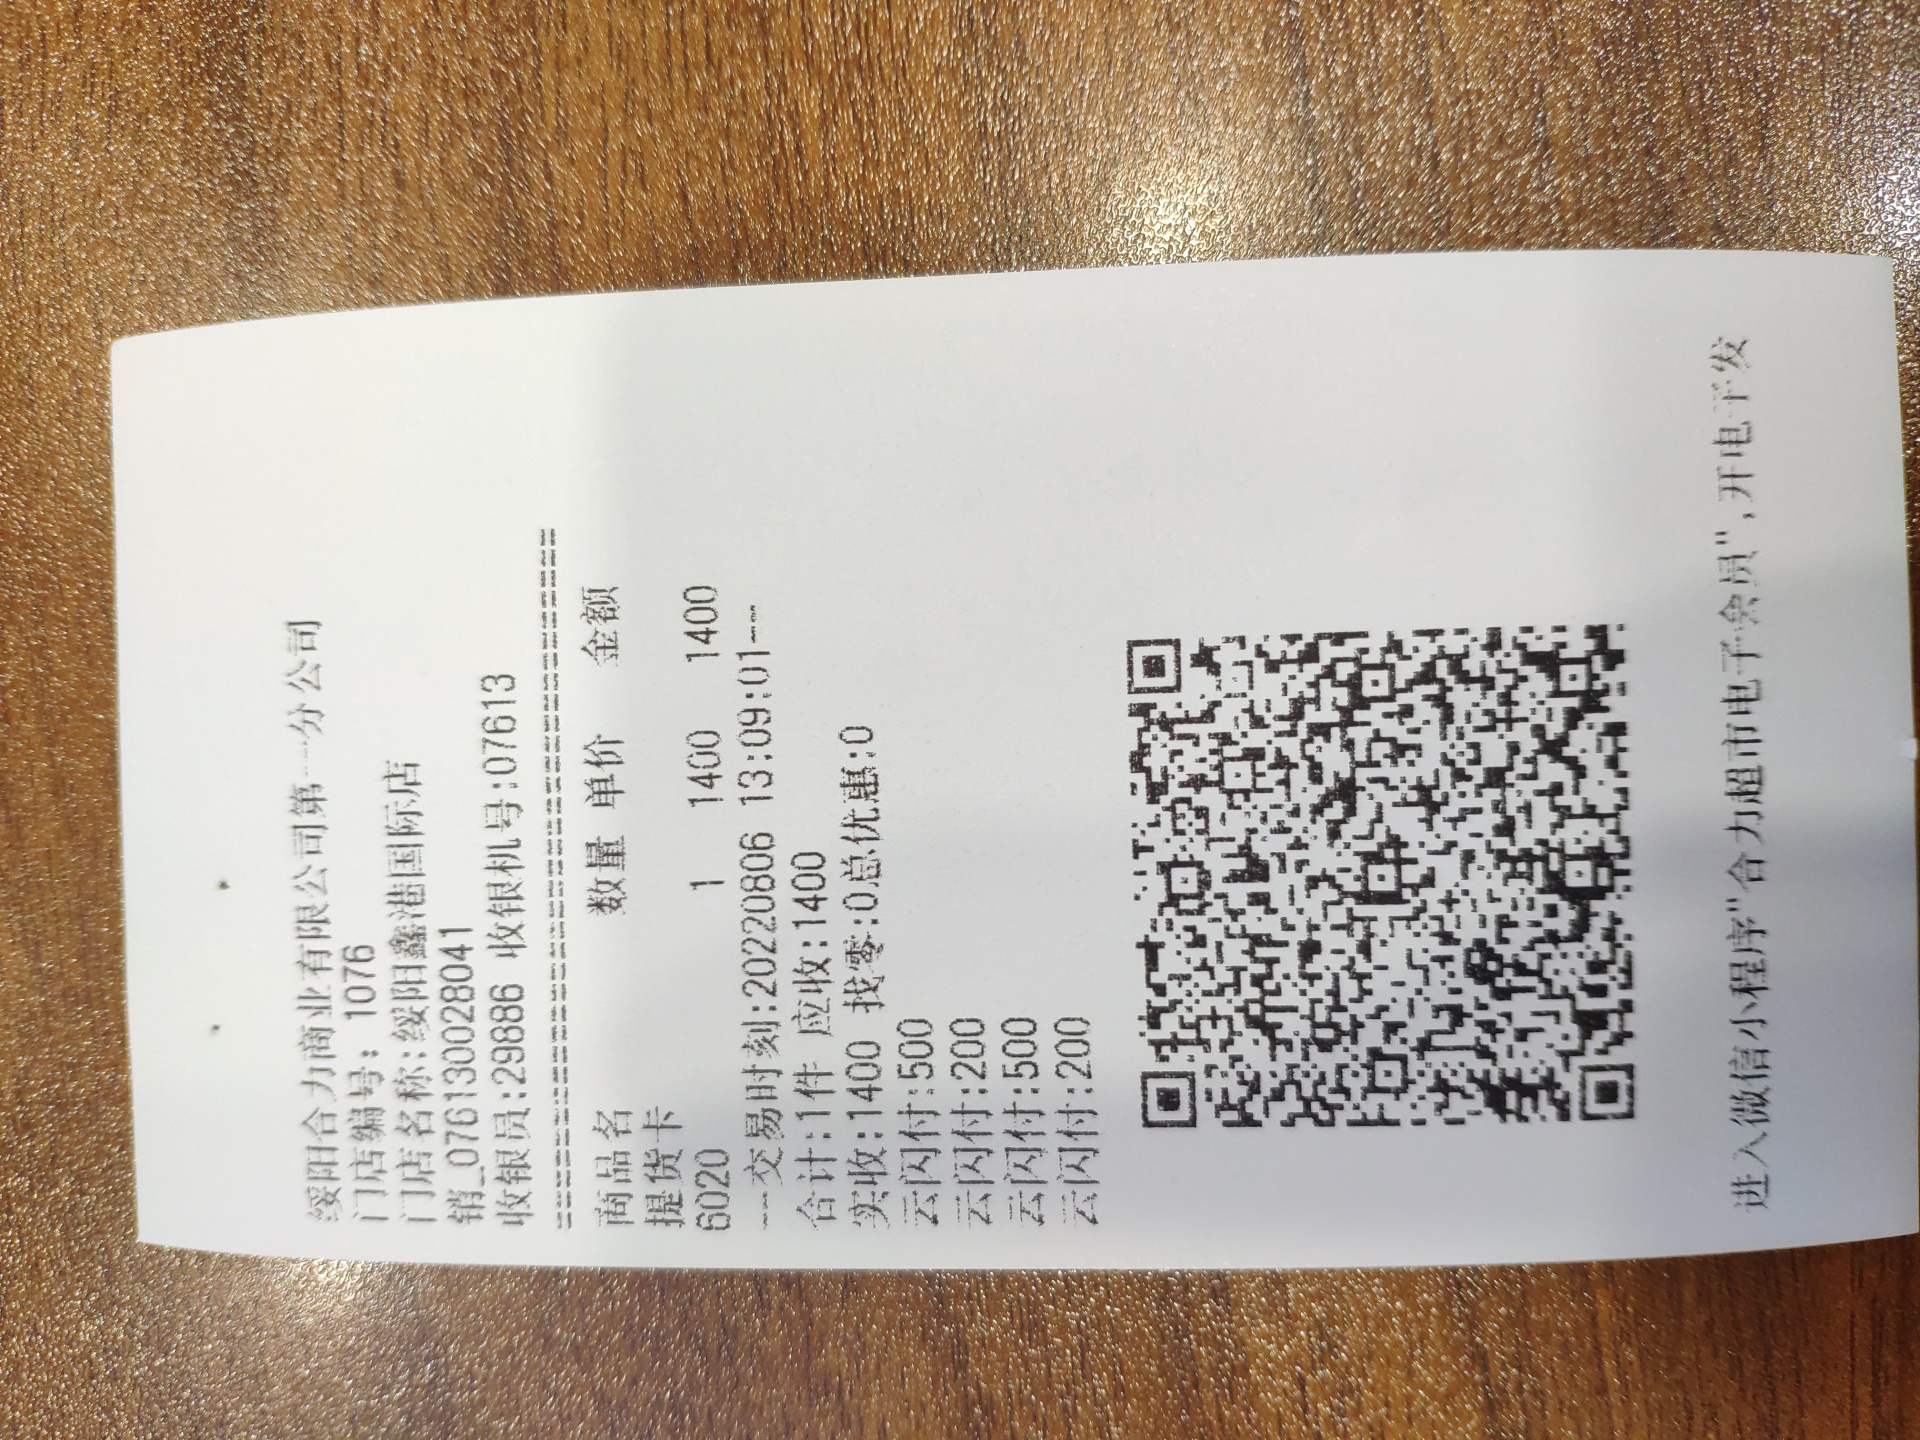 绥阳合力商业有限公司第一分公司
门店编号: 1076
门店名称:绥阳鑫港国际店
销_0761300028041
收银员:29886 收银机号:07613
商品名 数量 单价 金额
提货卡
6020 1 1400 1400
---交易时刻:20220806 13:09:01---
合计:1件 应收:1400
实收:1400 找零:0总优惠:0
云闪付:500
云闪付:200
云闪付:500
云闪付:200
进入微信小程序"合力超市电子会员",开电子发